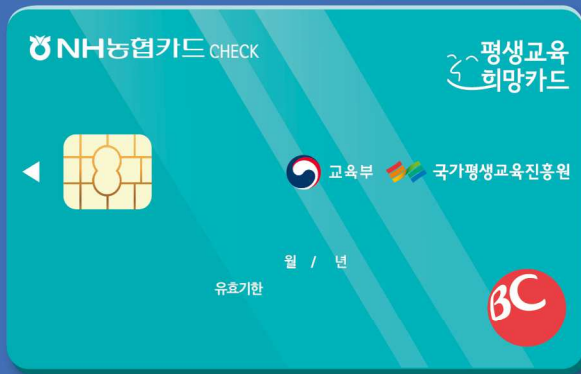 NH농협카드 CHECK
평생교육
희망카드
교육부 국가평생교육진흥원
월 / 년
유효기한
BC